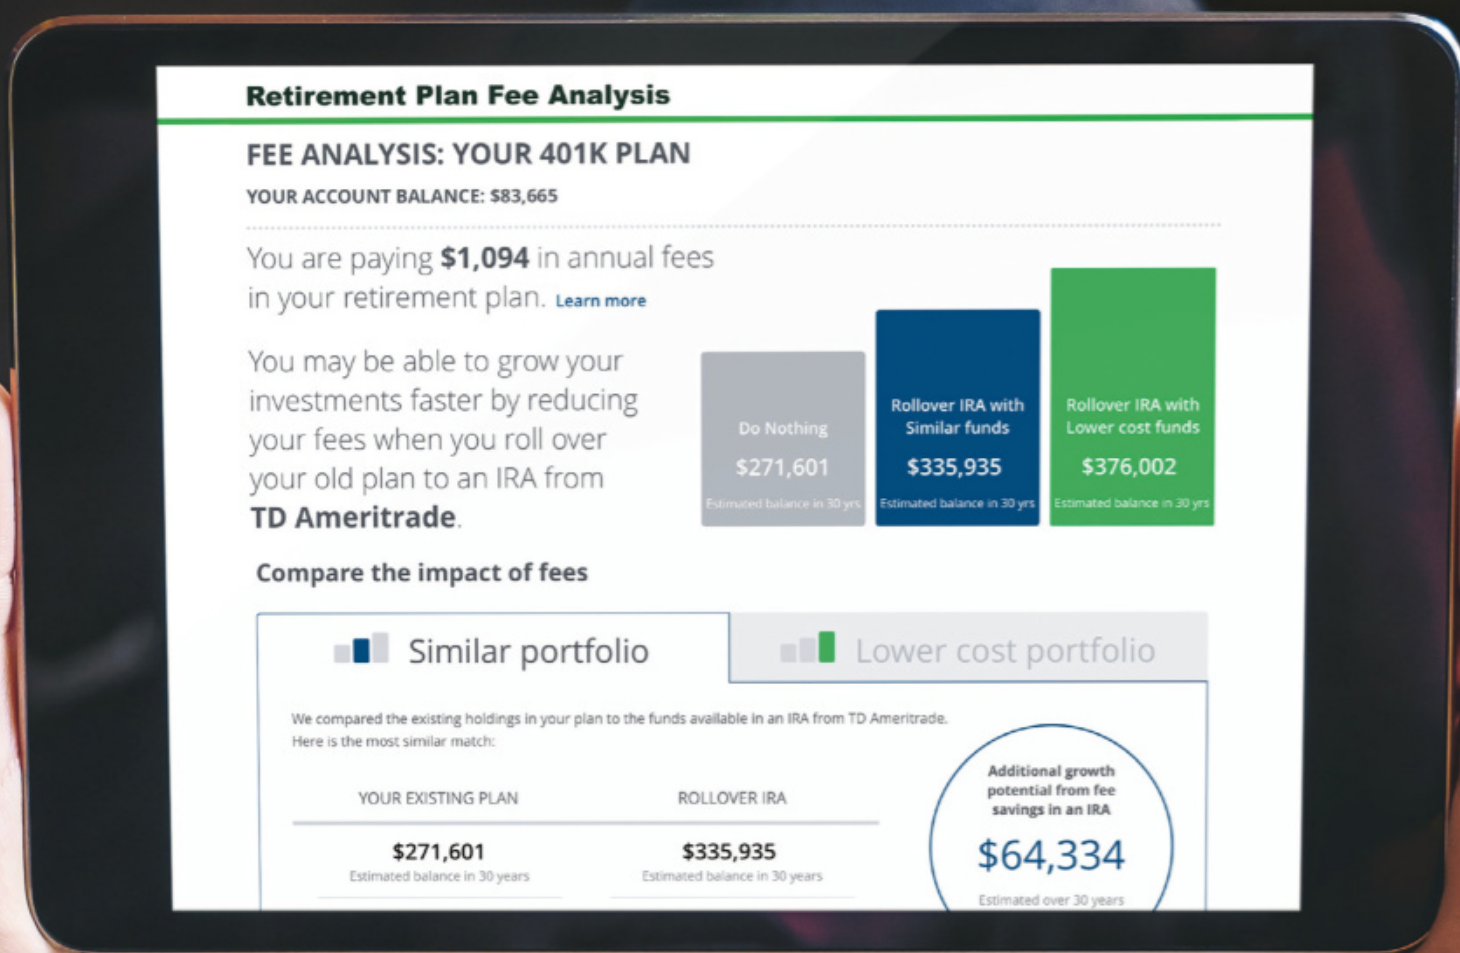 Retirement Plan Fee Analysis
FEE ANALYSIS: YOUR 401K PLAN
YOUR ACCOUNT BALANCE: $83,665
You are paying $1,094 in annual fees
in your retirement plan. Learn more
You may be able to grow your
investments faster by reducing
your fees when you roll over
your old plan to an IRA from
TD Ameritrade.
Do Nothing
$271,601
Estimated balance in 30 yrs
Rollover IRA with
Similar funds
$335,935
Estimated balance in 30 yrs
Rollover IRA with
Lower cost funds
$376,002
Estimated balance in 30 yrs
Compare the impact of fees
Similar portfolio
Lower cost portfolio
We compared the existing holdings in your plan to the funds available in an IRA from TD Ameritrade.
Here is the most similar match:
YOUR EXISTING PLAN
$271,601
Estimated balance in 30 years
ROLLOVER IRA
$335,935
Estimated balance in 30 years
Additional growth
potential from fee
savings in an IRA
$64,334
Estimated over 30 years